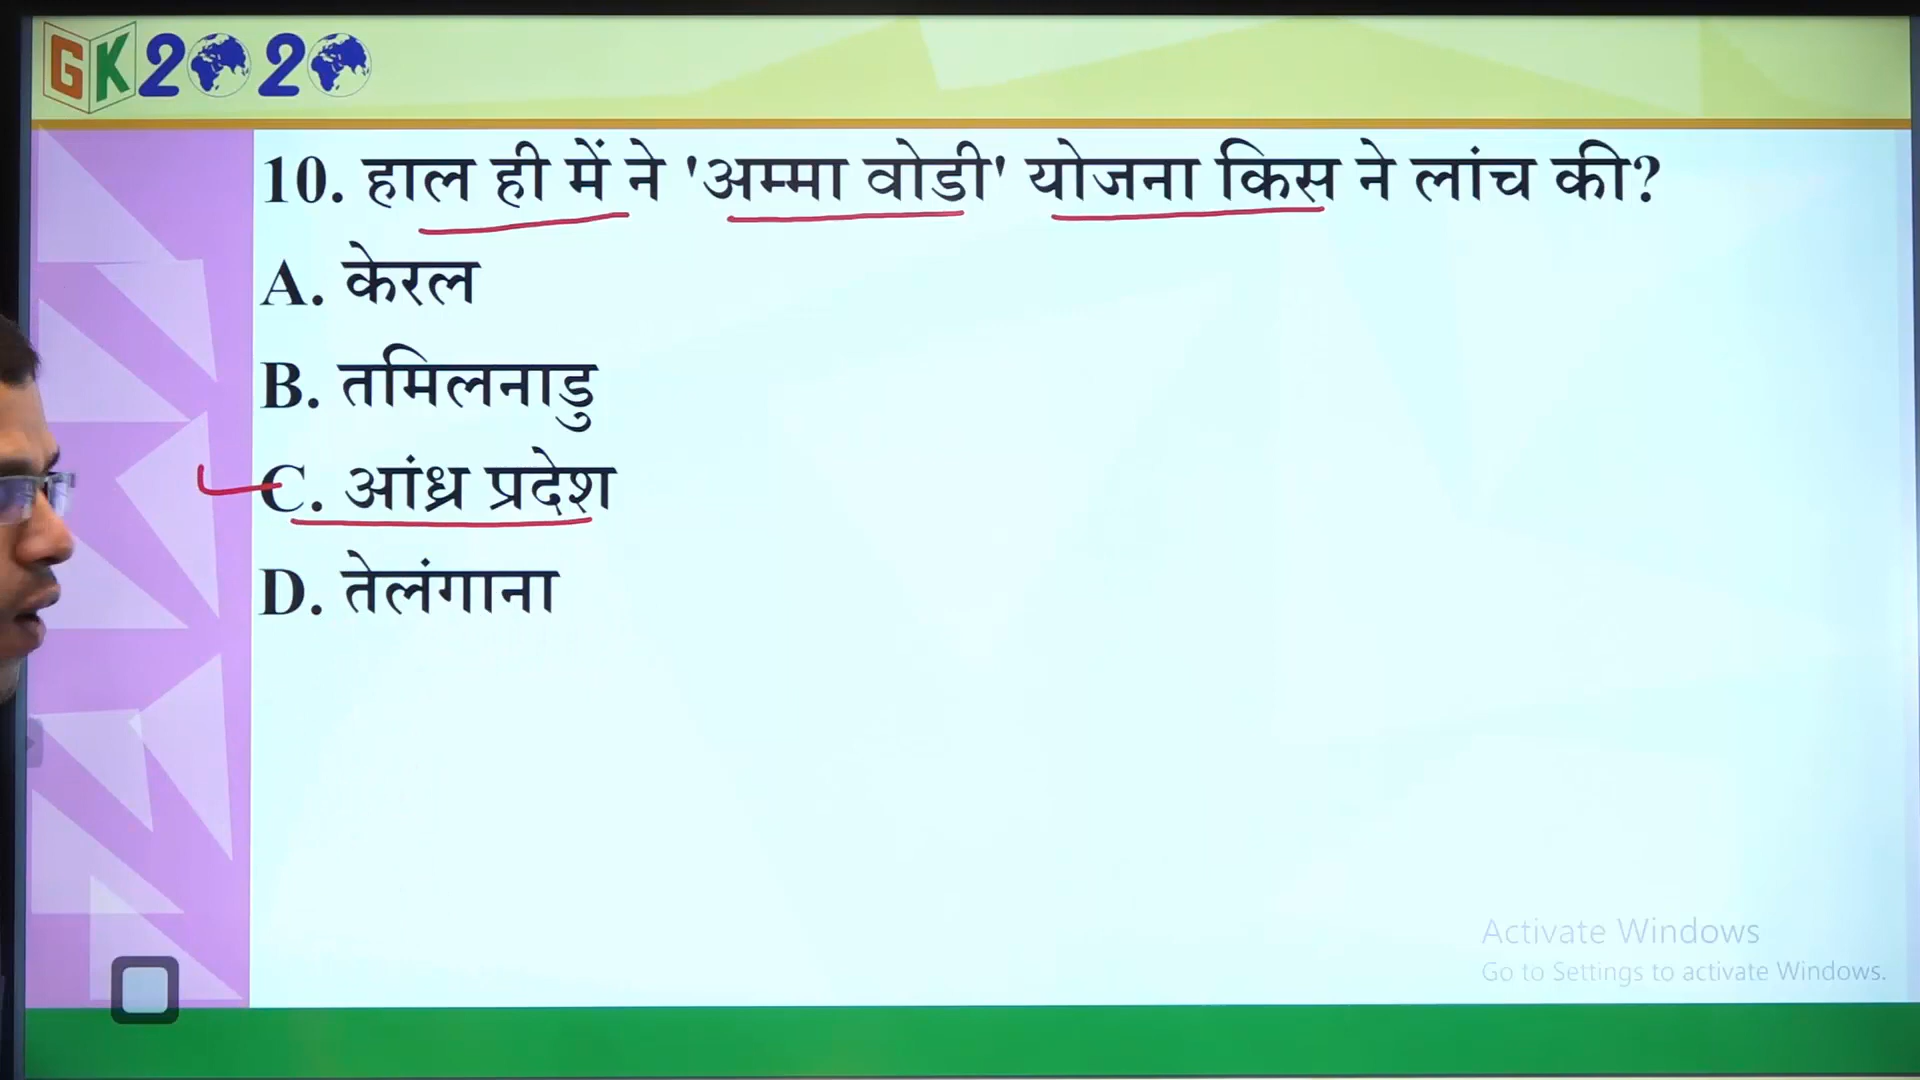 GK2020
10. हाल ही में ने 'अम्मा वोडी' योजना किस ने लांच की?
A. केरल
B. तमिलनाडु
C. आंध्र प्रदेश
D. तेलंगाना
Activate Windows
Go to Settings to activate Windows.